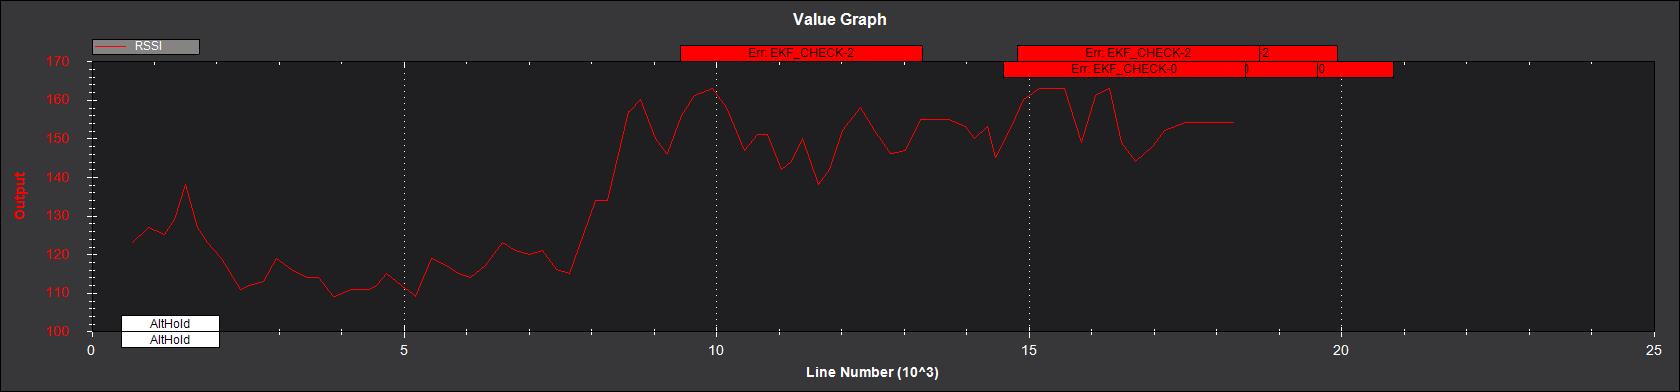 Value Graph
RSSI
Err: EKF_CHECK-2
Err: EKF_CHECK-2
-2
Err: EKF_CHECK-0
0
170
160
150
140
130
120
110
100
Output
AltHold
AltHold
0
5
10
15
20
25
Line Number (10^3)